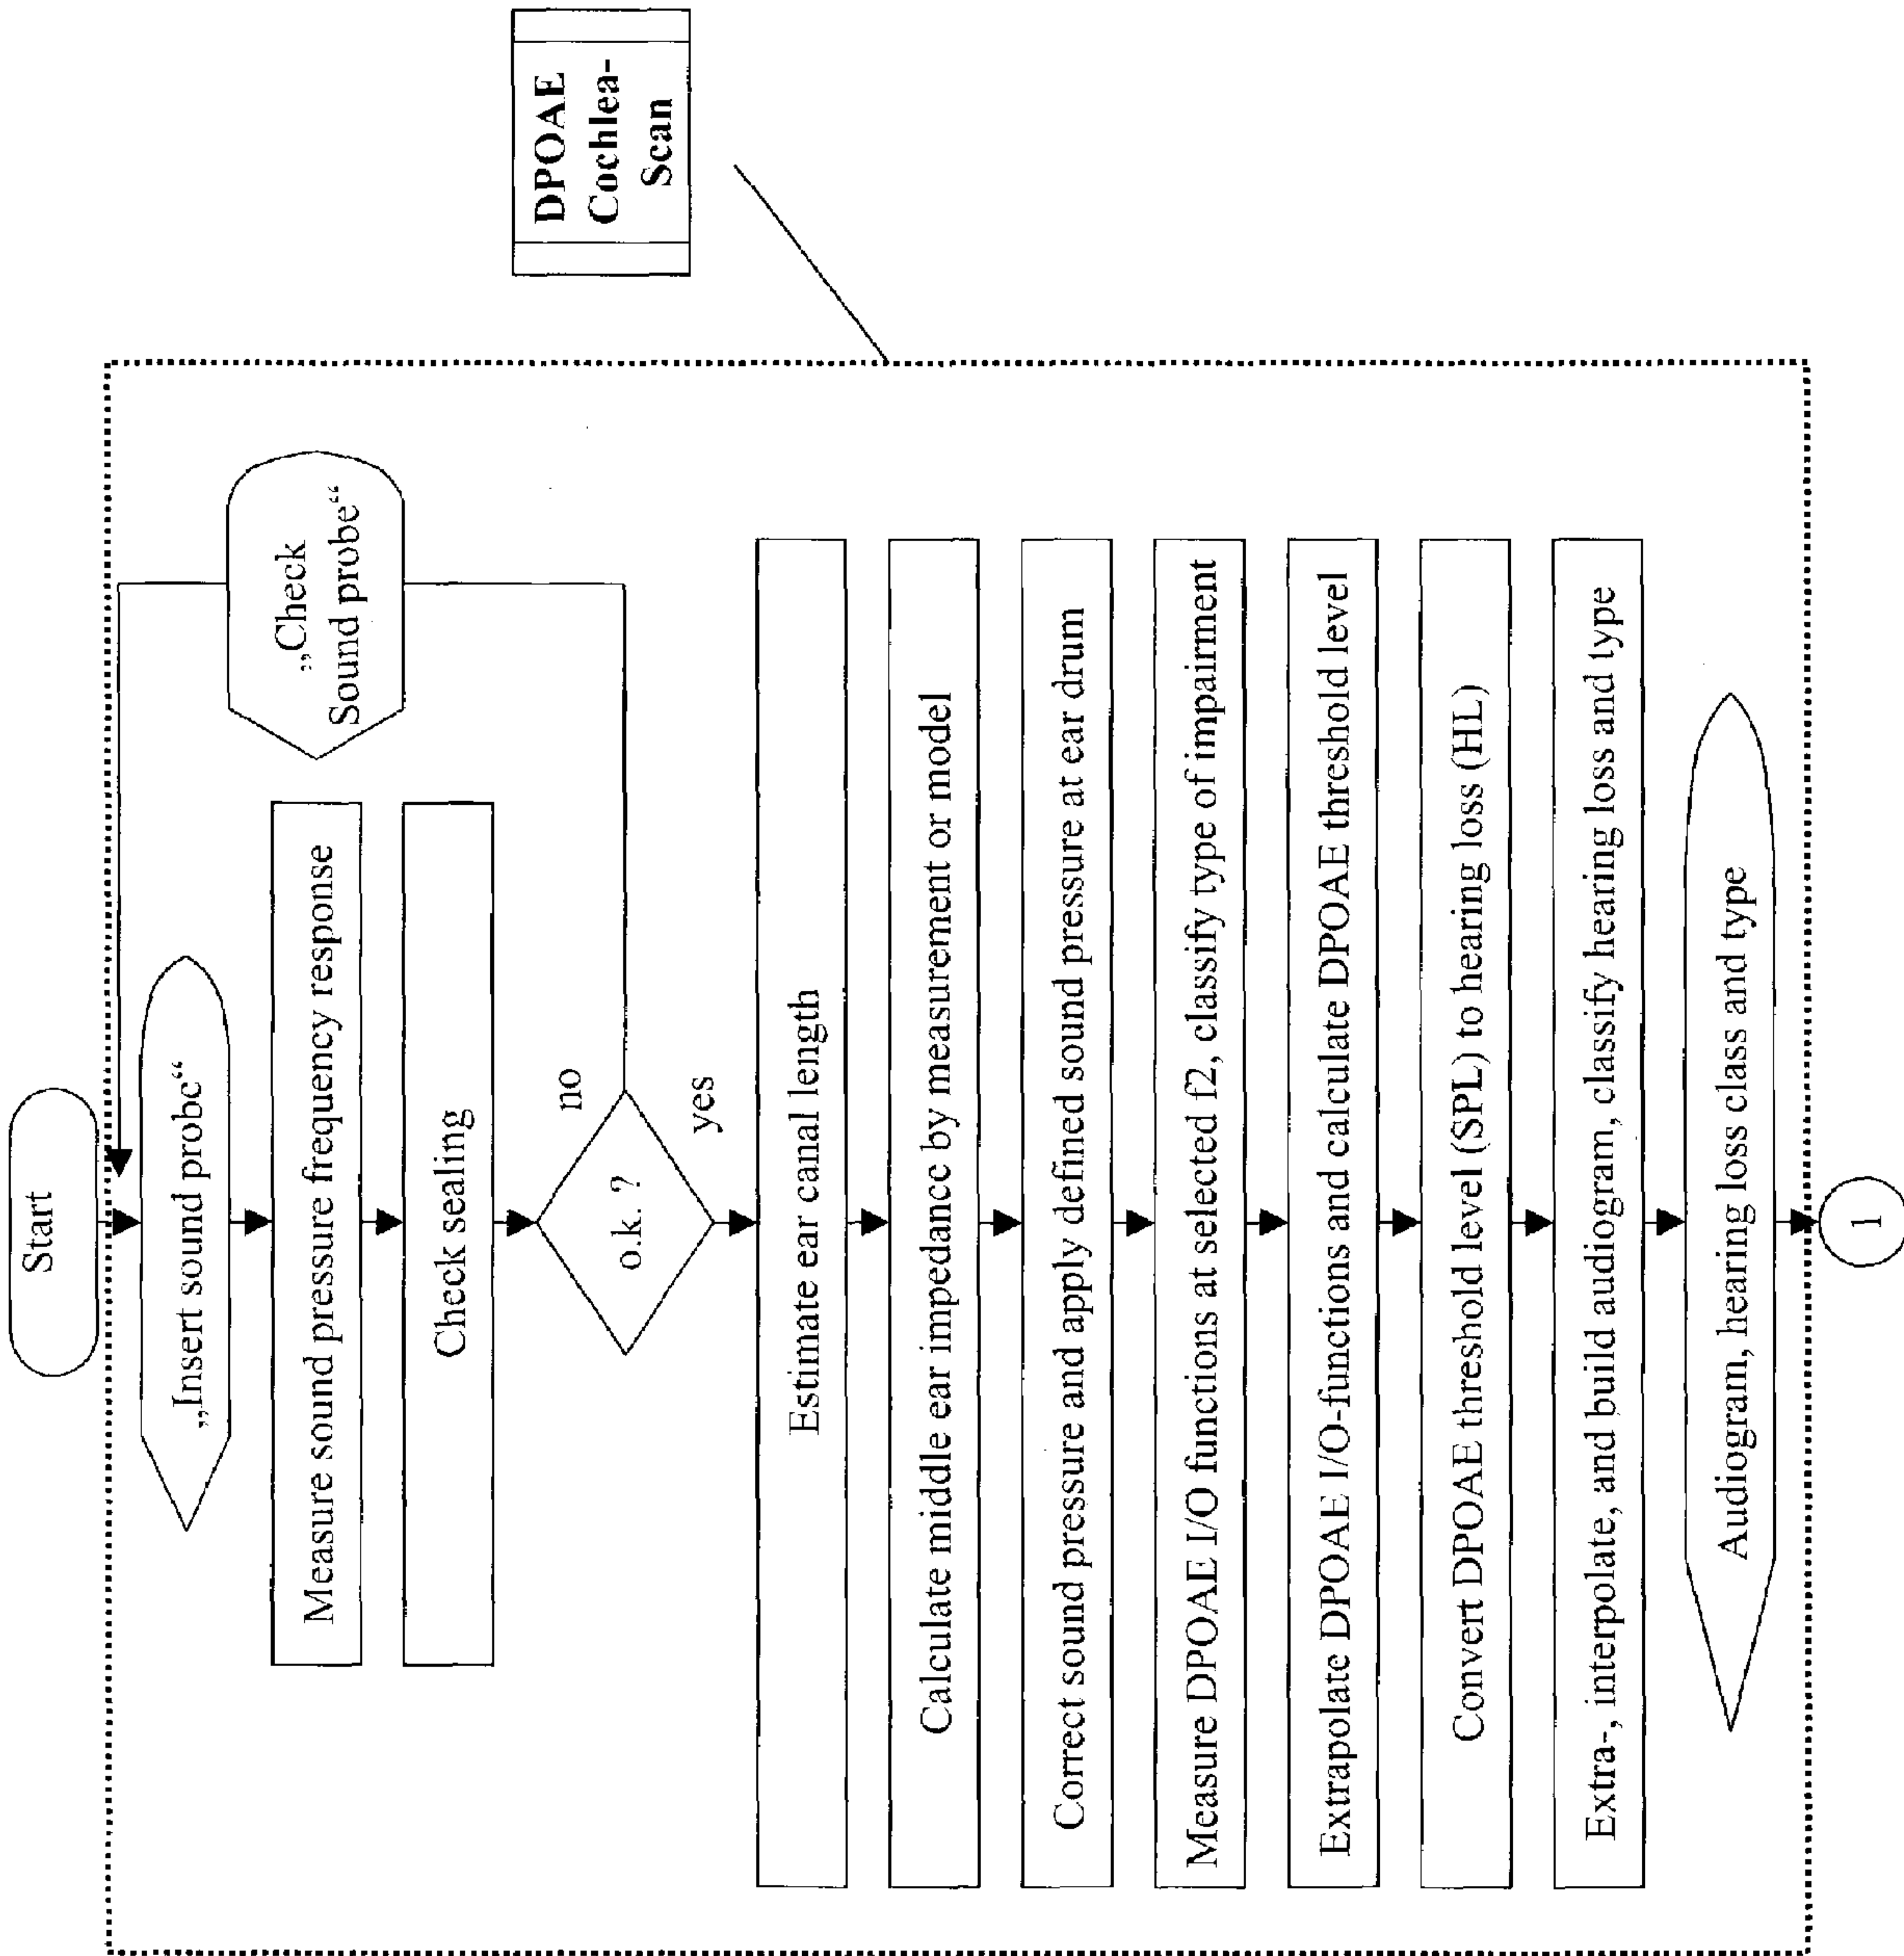 Start
„Insert sound probe“
Measure sound pressure frequency response
Check sealing
o.k. ?
no
yes
„Check
Sound probe“
Estimate ear canal length
Calculate middle ear impedance by measurement or model
Correct sound pressure and apply defined sound pressure at ear drum
Measure DPOAE I/O functions at selected f2, classify type of impairment
Extrapolate DPOAE I/O-functions and calculate DPOAE threshold level
Convert DPOAE threshold level (SPL) to hearing loss (HL)
Extra-, interpolate, and build audiogram, classify hearing loss and type
Audiogram, hearing loss class and type
1
DPOAE
Cochlea-
Scan